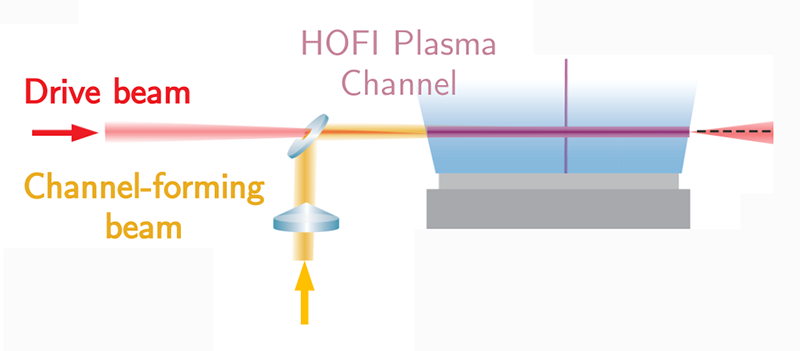 HOFI Plasma
Channel
Drive beam
Channel-forming
beam